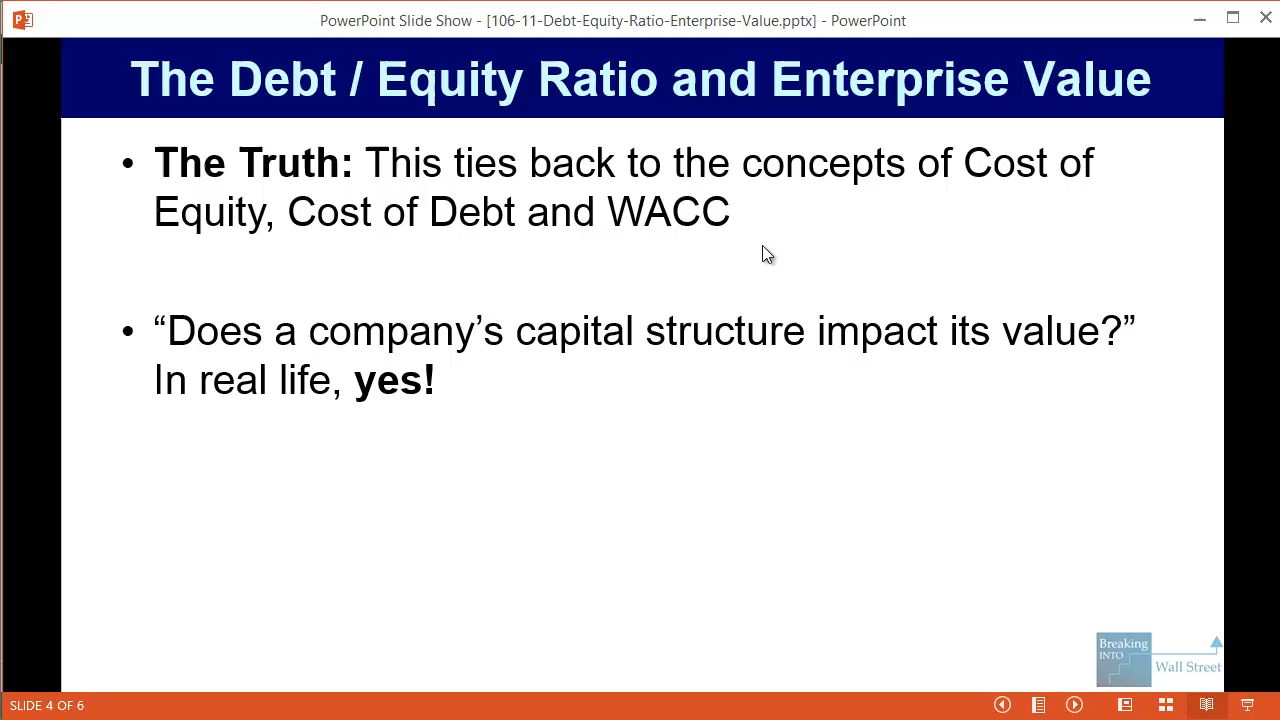 PowerPoint Slide Show - [106-11-Debt-Equity-Ratio-Enterprise-Value.pptx] - PowerPoint
The Debt / Equity Ratio and Enterprise Value
• The Truth: This ties back to the concepts of Cost of
Equity, Cost of Debt and WACC
• “Does a company’s capital structure impact its value?”
In real life, yes!
Breaking
INTO
Wall Street
SLIDE 4 OF 6